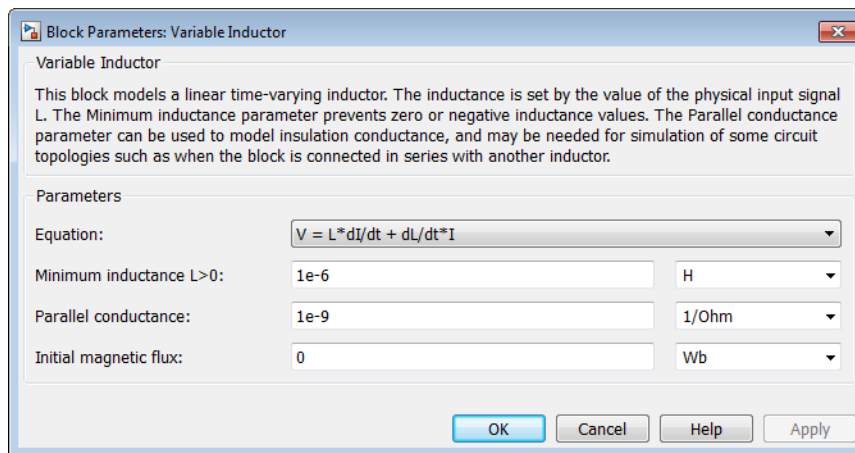 Block Parameters: Variable Inductor
Variable Inductor
This block models a linear time-varying inductor. The inductance is set by the value of the physical input signal
L. The Minimum inductance parameter prevents zero or negative inductance values. The Parallel conductance
parameter can be used to model insulation conductance, and may be needed for simulation of some circuit
topologies such as when the block is connected in series with another inductor.
Parameters
Equation: V = L*dI/dt + dL/dt*I
Minimum inductance L>0: 1e-6 H
Parallel conductance: 1e-9 1/Ohm
Initial magnetic flux: 0 Wb
OK Cancel Help Apply